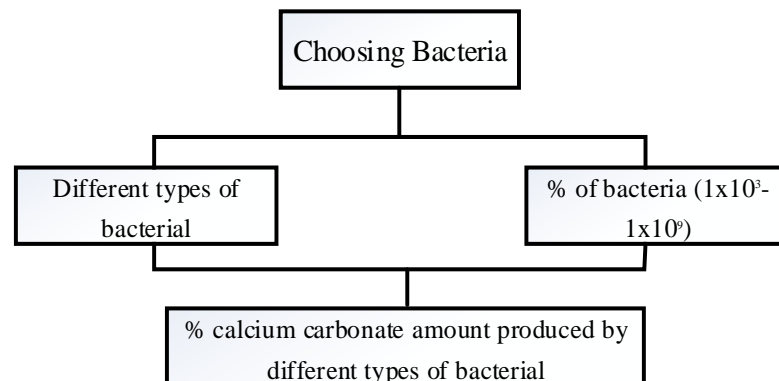 Choosing Bacteria
Different types of
bacterial
% of bacteria (1x10³-
1x10⁹)
% calcium carbonate amount produced by
different types of bacterial